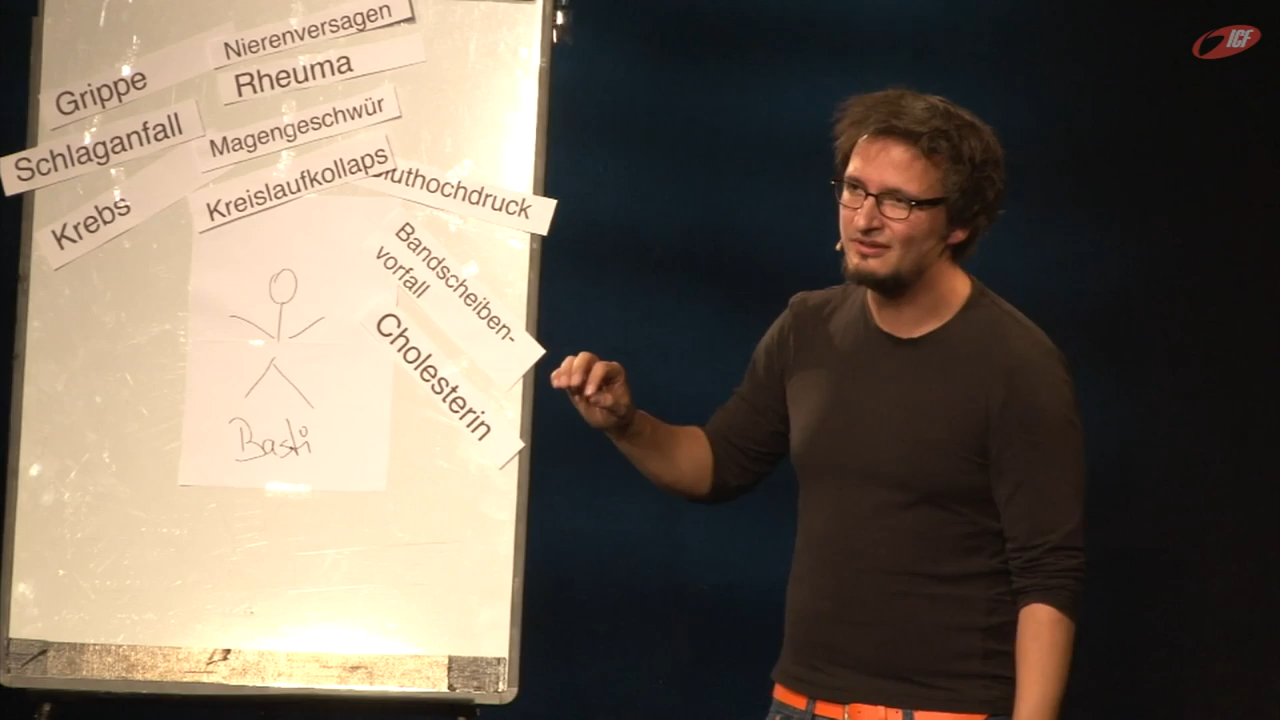 Nierenversagen
Grippe
Rheuma
Schlaganfall
Magengeschwür
Krebs
Kreislaufkollaps
luthochdruck
Bandscheiben-
vorfall
Cholesterin
Basti
ICF